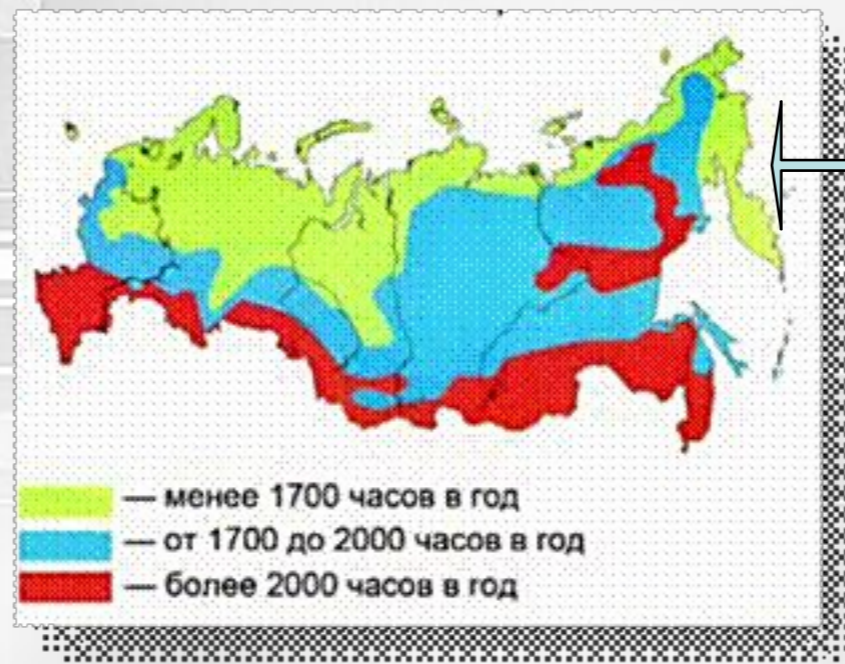 — менее 1700 часов в год
— от 1700 до 2000 часов в год
— более 2000 часов в год